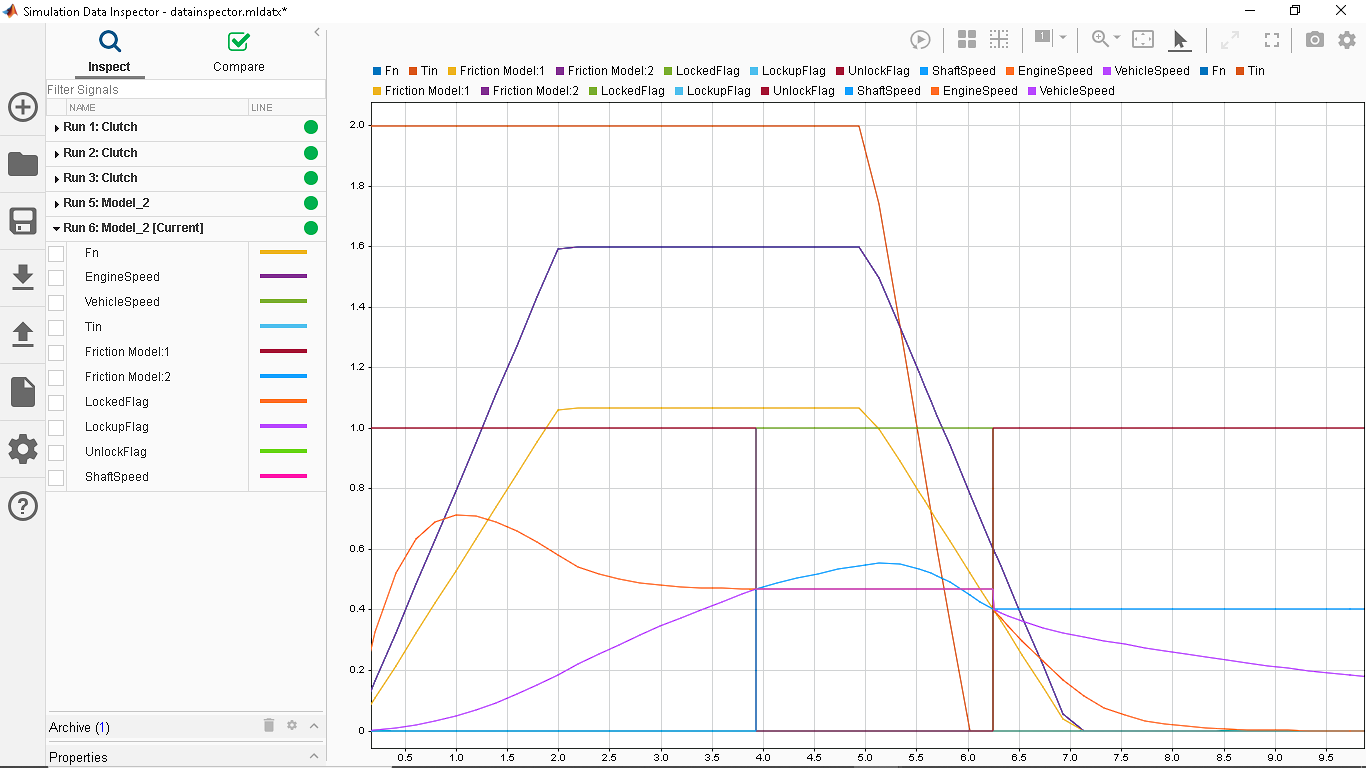 Simulation Data Inspector - datainspector.mldatx*
Inspect
Compare
Filter Signals
NAME
LINE
Run 1: Clutch
Run 2: Clutch
Run 3: Clutch
Run 5: Model_2
Run 6: Model_2 [Current]
Fn
EngineSpeed
VehicleSpeed
Tin
Friction Model:1
Friction Model:2
LockedFlag
LockupFlag
UnlockFlag
ShaftSpeed
Archive (1)
Properties
1
Fn Tin Friction Model:1 Friction Model:2 LockedFlag LockupFlag UnlockFlag ShaftSpeed EngineSpeed VehicleSpeed Fn Tin
Friction Model:1 Friction Model:2 LockedFlag LockupFlag UnlockFlag ShaftSpeed EngineSpeed VehicleSpeed
2.0
1.8
1.6
1.4
1.2
1.0
0.8
0.6
0.4
0.2
0
0.5 1.0 1.5 2.0 2.5 3.0 3.5 4.0 4.5 5.0 5.5 6.0 6.5 7.0 7.5 8.0 8.5 9.0 9.5